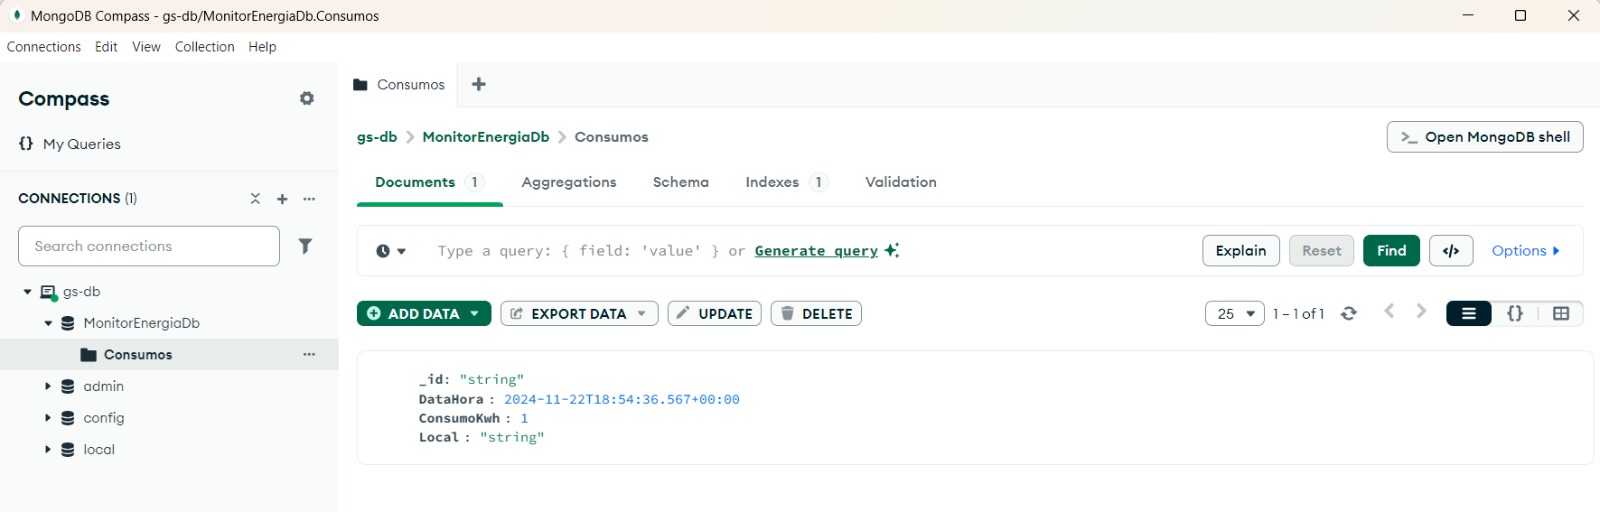 MongoDB Compass - gs-db/MonitorEnergiaDb.Consumos
Connections Edit View Collection Help
Compass
{} My Queries
CONNECTIONS (1)
Search connections
gs-db
MonitorEnergiaDb
Consumos
admin
config
local
Consumos
gs-db > MonitorEnergiaDb > Consumos
>_ Open MongoDB shell
Documents 1 Aggregations Schema Indexes 1 Validation
Type a query: { field: 'value' } or Generate query
Explain Reset Find </> Options
ADD DATA EXPORT DATA UPDATE DELETE
25 1 – 1 of 1 {}
_id: "string"
DataHora : 2024-11-22T18:54:36.567+00:00
ConsumoKwh : 1
Local : "string"